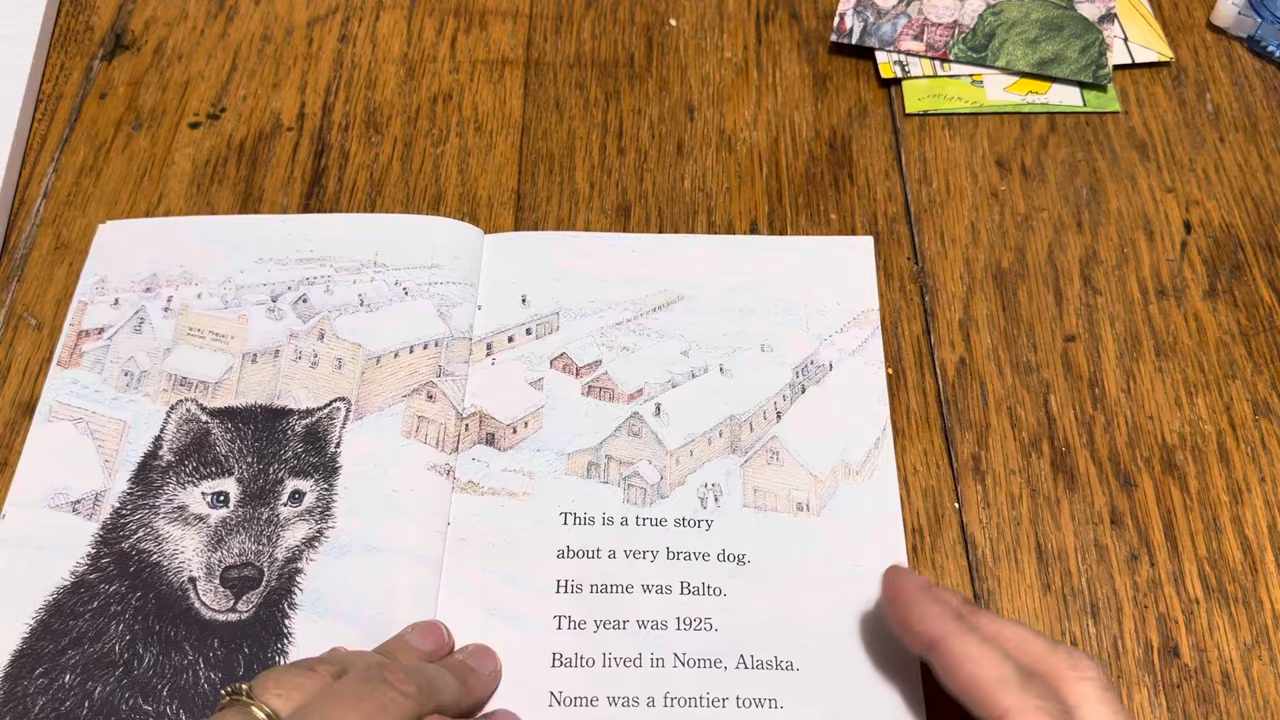 This is a true story
about a very brave dog.
His name was Balto.
The year was 1925.
Balto lived in Nome, Alaska.
Nome was a frontier town.